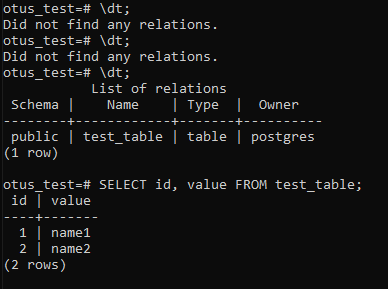 otus_test=# \dt;
Did not find any relations.
otus_test=# \dt;
Did not find any relations.
otus_test=# \dt;
           List of relations
 Schema |    Name    | Type  |  Owner
--------+------------+-------+----------
 public | test_table | table | postgres
(1 row)

otus_test=# SELECT id, value FROM test_table;
 id | value
----+-------
  1 | name1
  2 | name2
(2 rows)